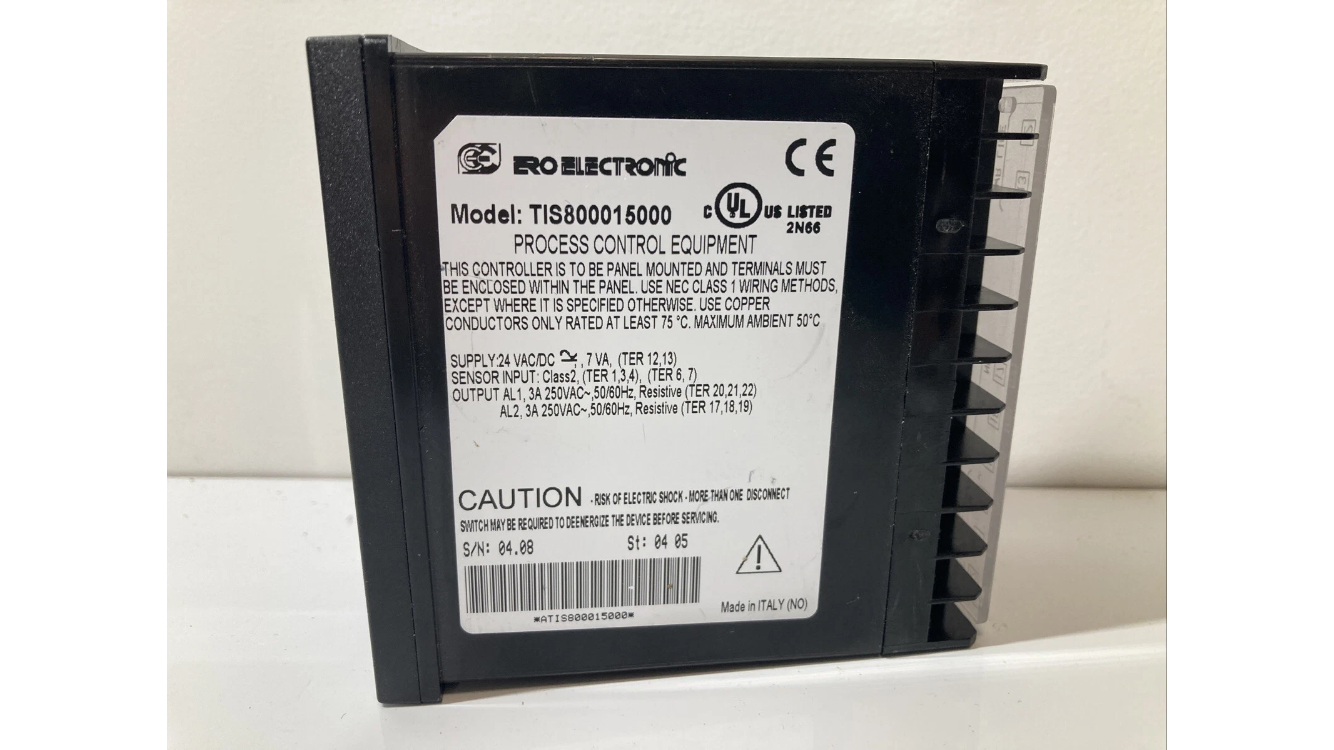 ERO ELECTRONIC
CE
Model: TIS800015000
C UL US LISTED
2N66
PROCESS CONTROL EQUIPMENT
THIS CONTROLLER IS TO BE PANEL MOUNTED AND TERMINALS MUST
BE ENCLOSED WITHIN THE PANEL. USE NEC CLASS 1 WIRING METHODS,
EXCEPT WHERE IT IS SPECIFIED OTHERWISE. USE COPPER
CONDUCTORS ONLY RATED AT LEAST 75 °C. MAXIMUM AMBIENT 50°C
SUPPLY:24 VAC/DC , 7 VA, (TER 12,13)
SENSOR INPUT: Class2, (TER 1,3,4), (TER 6, 7)
OUTPUT AL1, 3A 250VAC~,50/60Hz, Resistive (TER 20,21,22)
AL2, 3A 250VAC~,50/60Hz, Resistive (TER 17,18,19)
CAUTION - RISK OF ELECTRIC SHOCK - MORE THAN ONE DISCONNECT
SWITCH MAY BE REQUIRED TO DEENERGIZE THE DEVICE BEFORE SERVICING.
S/N: 04.08 St: 04 05
*ATIS800015000*
Made in ITALY (NO)